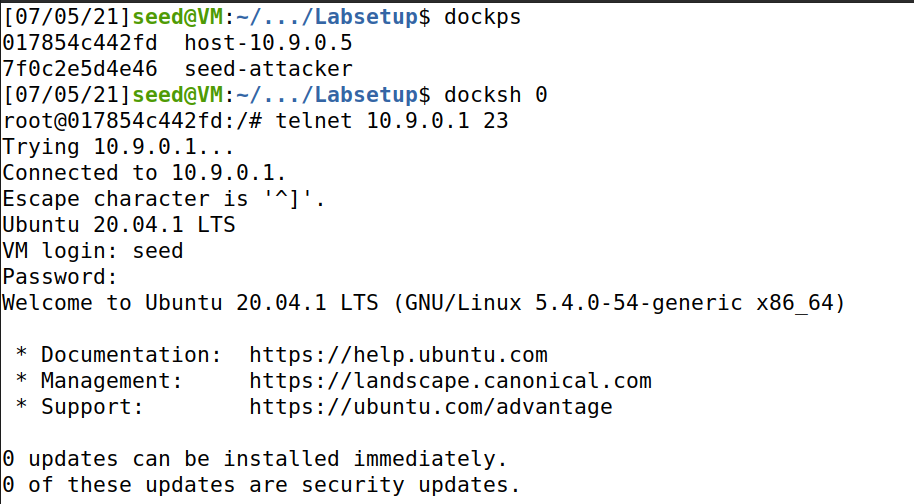 [07/05/21]seed@VM:~/.../Labsetup$ dockps
017854c442fd  host-10.9.0.5
7f0c2e5d4e46  seed-attacker
[07/05/21]seed@VM:~/.../Labsetup$ docksh 0
root@017854c442fd:/# telnet 10.9.0.1 23
Trying 10.9.0.1...
Connected to 10.9.0.1.
Escape character is '^]'.
Ubuntu 20.04.1 LTS
VM login: seed
Password:
Welcome to Ubuntu 20.04.1 LTS (GNU/Linux 5.4.0-54-generic x86_64)
 * Documentation:  https://help.ubuntu.com
 * Management:     https://landscape.canonical.com
 * Support:        https://ubuntu.com/advantage
0 updates can be installed immediately.
0 of these updates are security updates.